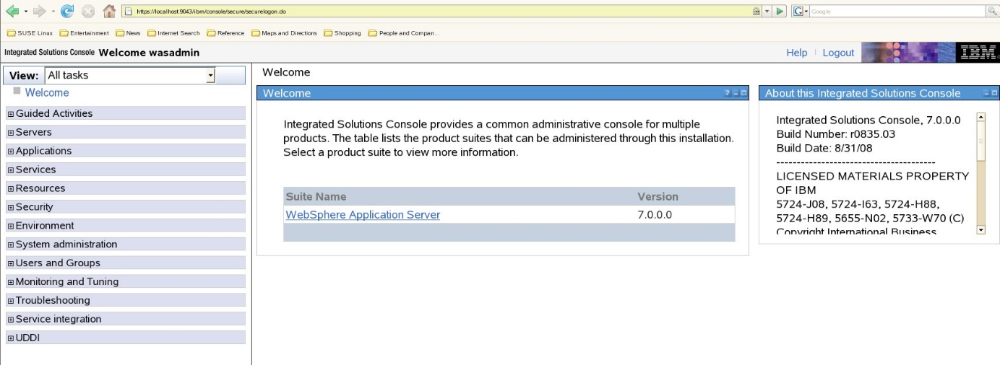 https://localhost:9043/ibm/console/secure/securelogon.do
G Google
SUSE Linux Entertainment News Internet Search Reference Maps and Directions Shopping People and Compan...
Integrated Solutions Console Welcome wasadmin
Help Logout IBM
View: All tasks
Welcome
Guided Activities
Servers
Applications
Services
Resources
Security
Environment
System administration
Users and Groups
Monitoring and Tuning
Troubleshooting
Service integration
UDDI
Welcome
Welcome
Integrated Solutions Console provides a common administrative console for multiple
products. The table lists the product suites that can be administered through this installation.
Select a product suite to view more information.
Suite Name Version
WebSphere Application Server 7.0.0.0
About this Integrated Solutions Console
Integrated Solutions Console, 7.0.0.0
Build Number: r0835.03
Build Date: 8/31/08
----------------------------------------
LICENSED MATERIALS PROPERTY
OF IBM
5724-J08, 5724-I63, 5724-H88,
5724-H89, 5655-N02, 5733-W70 (C)
Copyright International Business